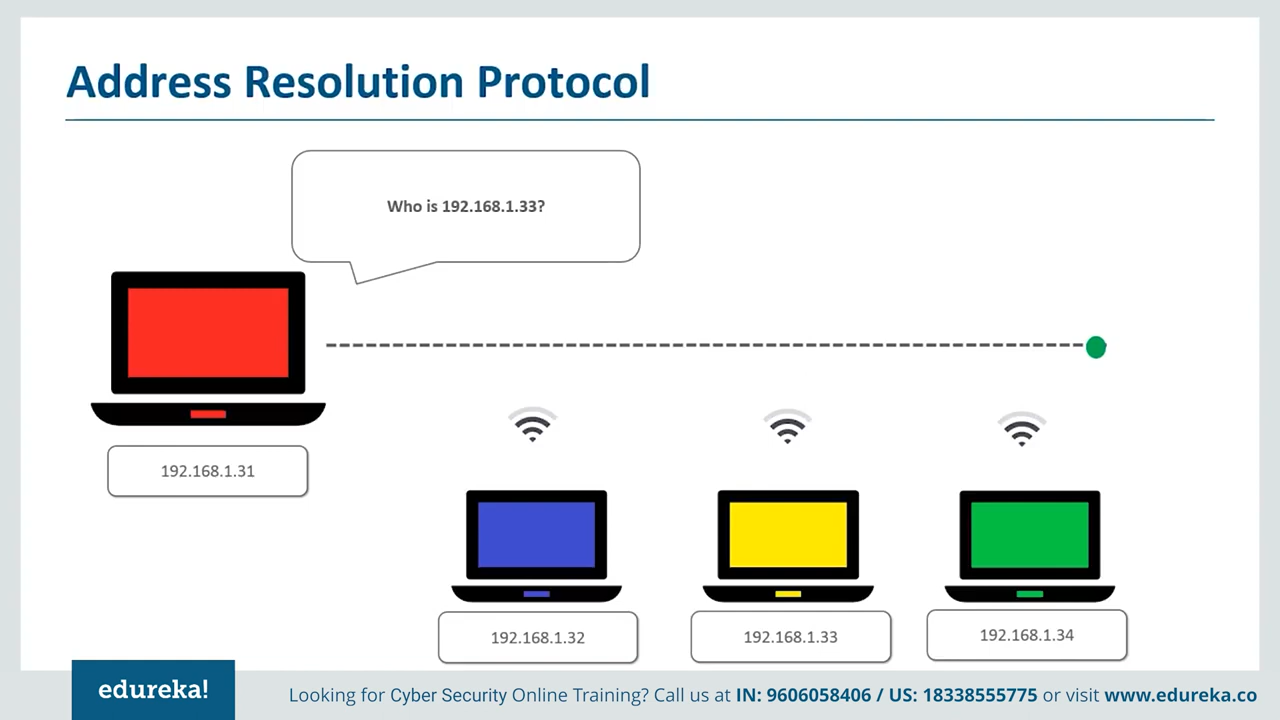 Address Resolution Protocol
Who is 192.168.1.33?
192.168.1.31
192.168.1.32
192.168.1.33
192.168.1.34
edureka!
Looking for Cyber Security Online Training? Call us at IN: 9606058406 / US: 18338555775 or visit www.edureka.co